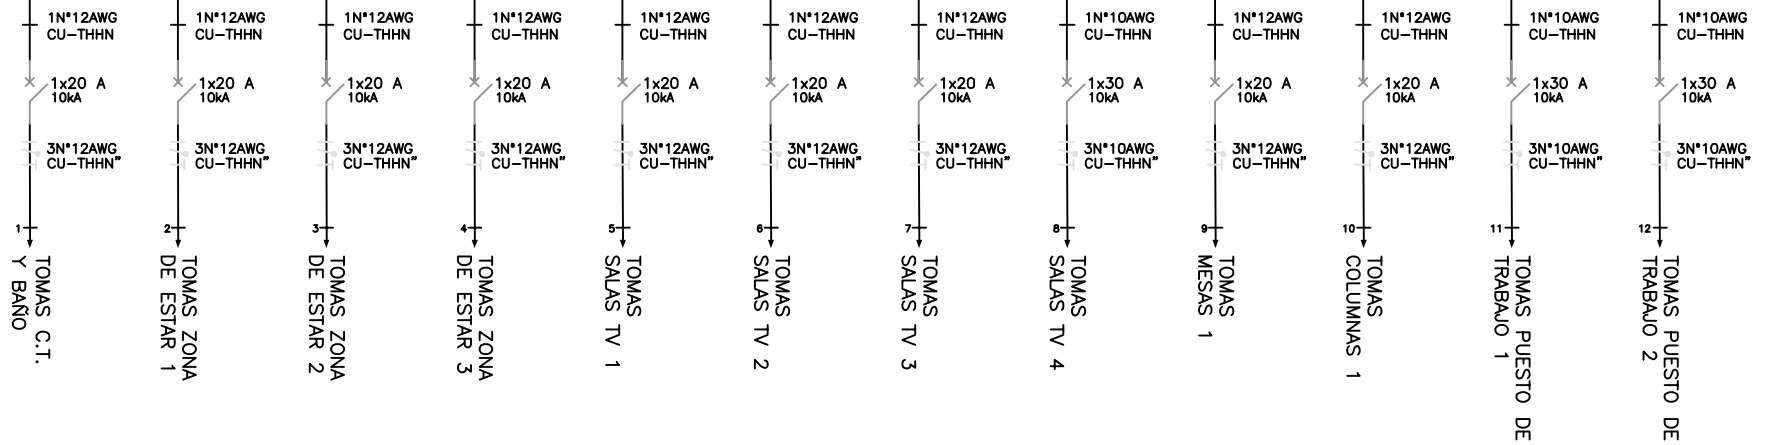 1N°12AWG
CU-THHN
1x20 A
10kA
3N°12AWG
CU-THHN"
1
TOMAS C.T.
Y BAÑO
1N°12AWG
CU-THHN
1x20 A
10kA
3N°12AWG
CU-THHN"
2
TOMAS ZONA
DE ESTAR 1
1N°12AWG
CU-THHN
1x20 A
10kA
3N°12AWG
CU-THHN"
3
TOMAS ZONA
DE ESTAR 2
1N°12AWG
CU-THHN
1x20 A
10kA
3N°12AWG
CU-THHN"
4
TOMAS ZONA
DE ESTAR 3
1N°12AWG
CU-THHN
1x20 A
10kA
3N°12AWG
CU-THHN"
5
TOMAS
SALAS TV 1
1N°12AWG
CU-THHN
1x20 A
10kA
3N°12AWG
CU-THHN"
6
TOMAS
SALAS TV 2
1N°12AWG
CU-THHN
1x20 A
10kA
3N°12AWG
CU-THHN"
7
TOMAS
SALAS TV 3
1N°10AWG
CU-THHN
1x30 A
10kA
3N°10AWG
CU-THHN"
8
TOMAS
SALAS TV 4
1N°12AWG
CU-THHN
1x20 A
10kA
3N°12AWG
CU-THHN"
9
TOMAS
MESAS 1
1N°12AWG
CU-THHN
1x20 A
10kA
3N°12AWG
CU-THHN"
10
TOMAS
COLUMNAS 1
1N°10AWG
CU-THHN
1x30 A
10kA
3N°10AWG
CU-THHN"
11
TOMAS PUESTO DE
TRABAJO 1
1N°10AWG
CU-THHN
1x30 A
10kA
3N°10AWG
CU-THHN"
12
TOMAS PUESTO DE
TRABAJO 2